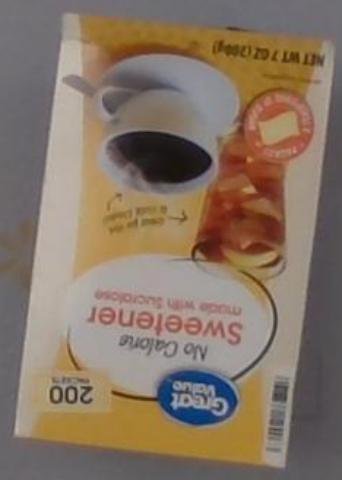 Great
Value
200
PACKETS
No Calorie
Sweetener
made with Sucralose
NET WT 7 OZ (200g)